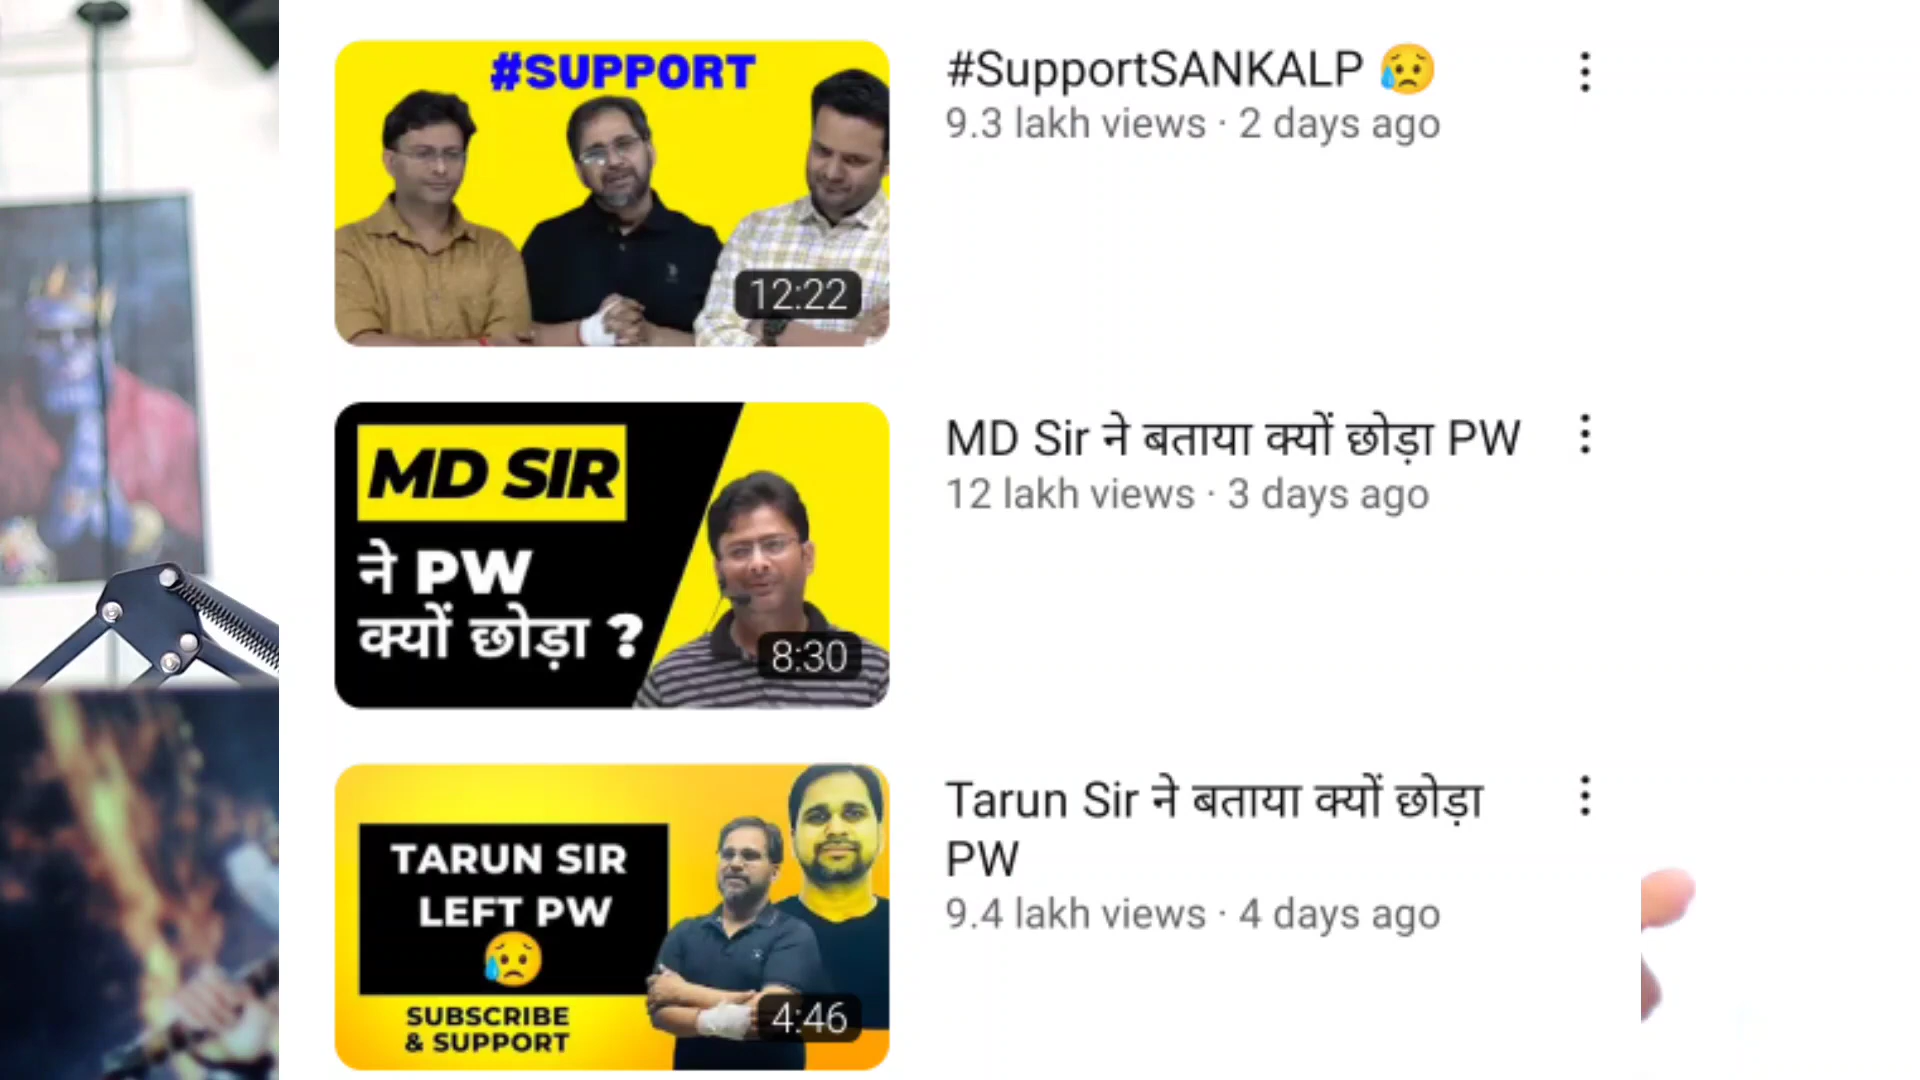 #SUPPORT
12:22
#SupportSANKALP 😥
9.3 lakh views · 2 days ago
MD SIR
ने PW
क्यों छोड़ा ?
8:30
MD Sir ने बताया क्यों छोड़ा PW
12 lakh views · 3 days ago
TARUN SIR
LEFT PW
😥
SUBSCRIBE
& SUPPORT
4:46
Tarun Sir ने बताया क्यों छोड़ा
PW
9.4 lakh views · 4 days ago